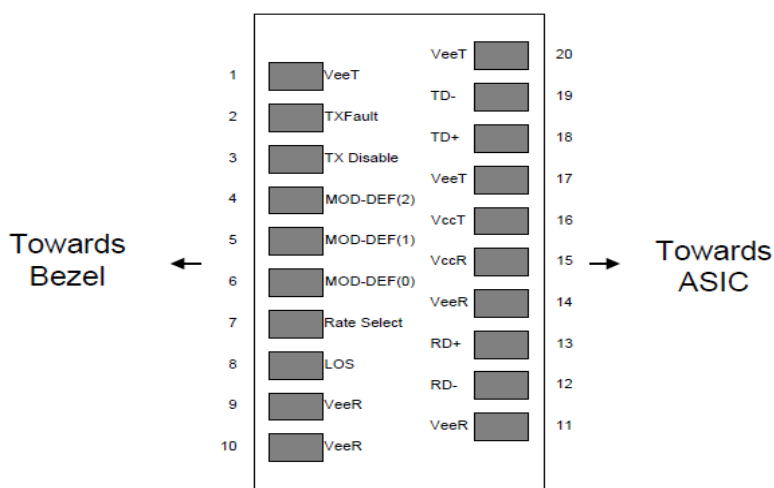 VeeT 20
1 VeeT
TD- 19
2 TXFault
TD+ 18
3 TX Disable
VeeT 17
4 MOD-DEF(2)
VccT 16
5 MOD-DEF(1)
Towards
Bezel
VccR 15
Towards
ASIC
6 MOD-DEF(0)
VeeR 14
7 Rate Select
RD+ 13
8 LOS
RD- 12
9 VeeR
VeeR 11
10 VeeR